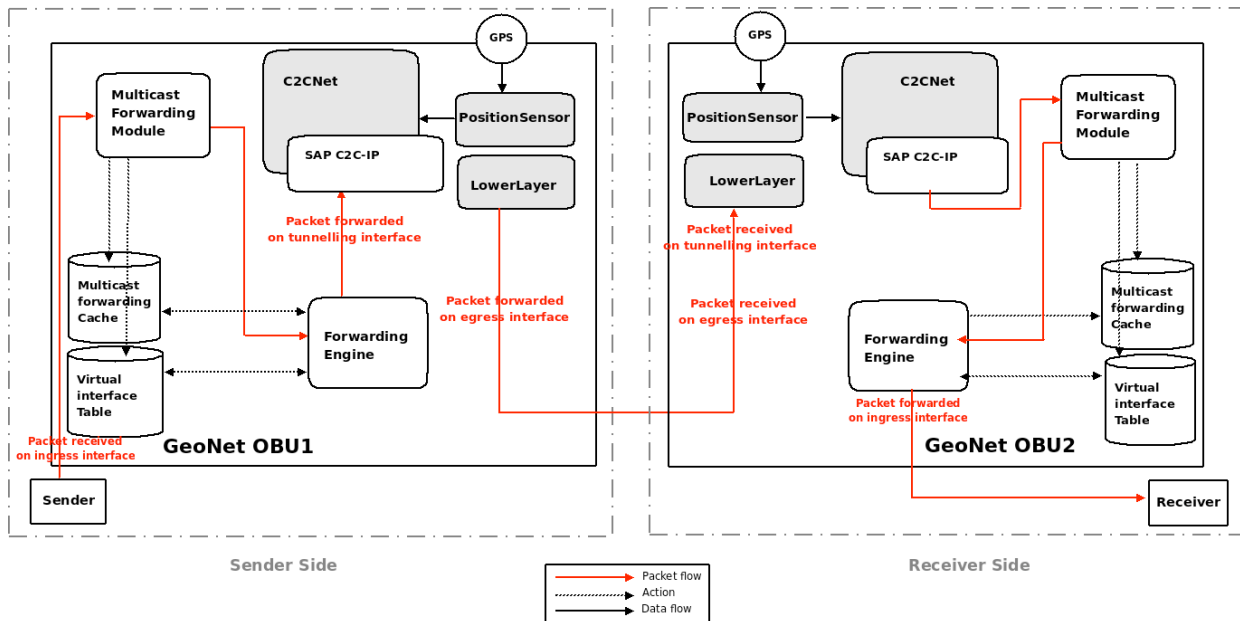 GPS
C2CNet
Multicast
Forwarding
Module
PositionSensor
SAP C2C-IP
LowerLayer
Packet forwarded
on tunnelling interface
Multicast
forwarding
Cache
Packet forwarded
on egress interface
Forwarding
Engine
Virtual
interface
Table
Packet received
on ingress interface
GeoNet OBU1
Sender
Sender Side
GPS
C2CNet
Multicast
Forwarding
Module
PositionSensor
SAP C2C-IP
LowerLayer
Packet received
on tunnelling interface
Packet received
on egress interface
Multicast
forwarding
Cache
Forwarding
Engine
Virtual
interface
Table
Packet forwarded
on ingress interface
GeoNet OBU2
Receiver
Receiver Side
Packet flow
Action
Data flow